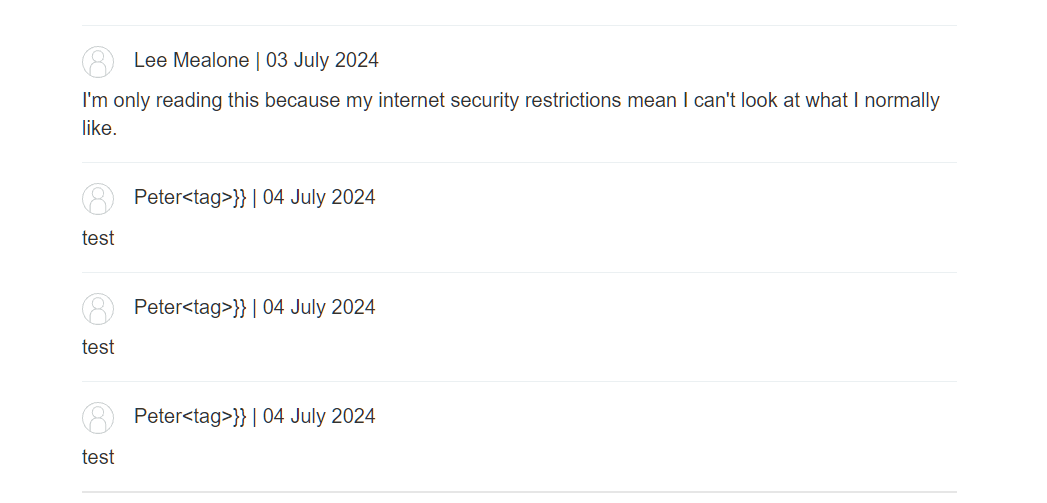 Lee Mealone | 03 July 2024
I'm only reading this because my internet security restrictions mean I can't look at what I normally
like.
Peter<tag>}} | 04 July 2024
test
Peter<tag>}} | 04 July 2024
test
Peter<tag>}} | 04 July 2024
test